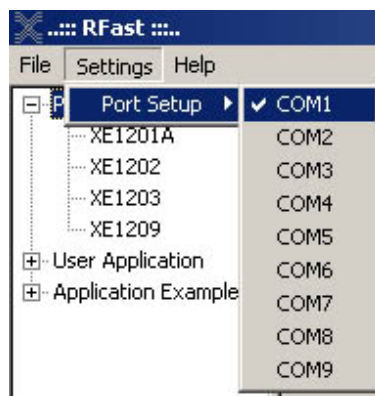 ..::: RFast :::..
File Settings Help
P
Port Setup
COM1
XE1201A
COM2
XE1202
COM3
XE1203
COM4
XE1209
COM5
User Application
COM6
Application Example
COM7
COM8
COM9